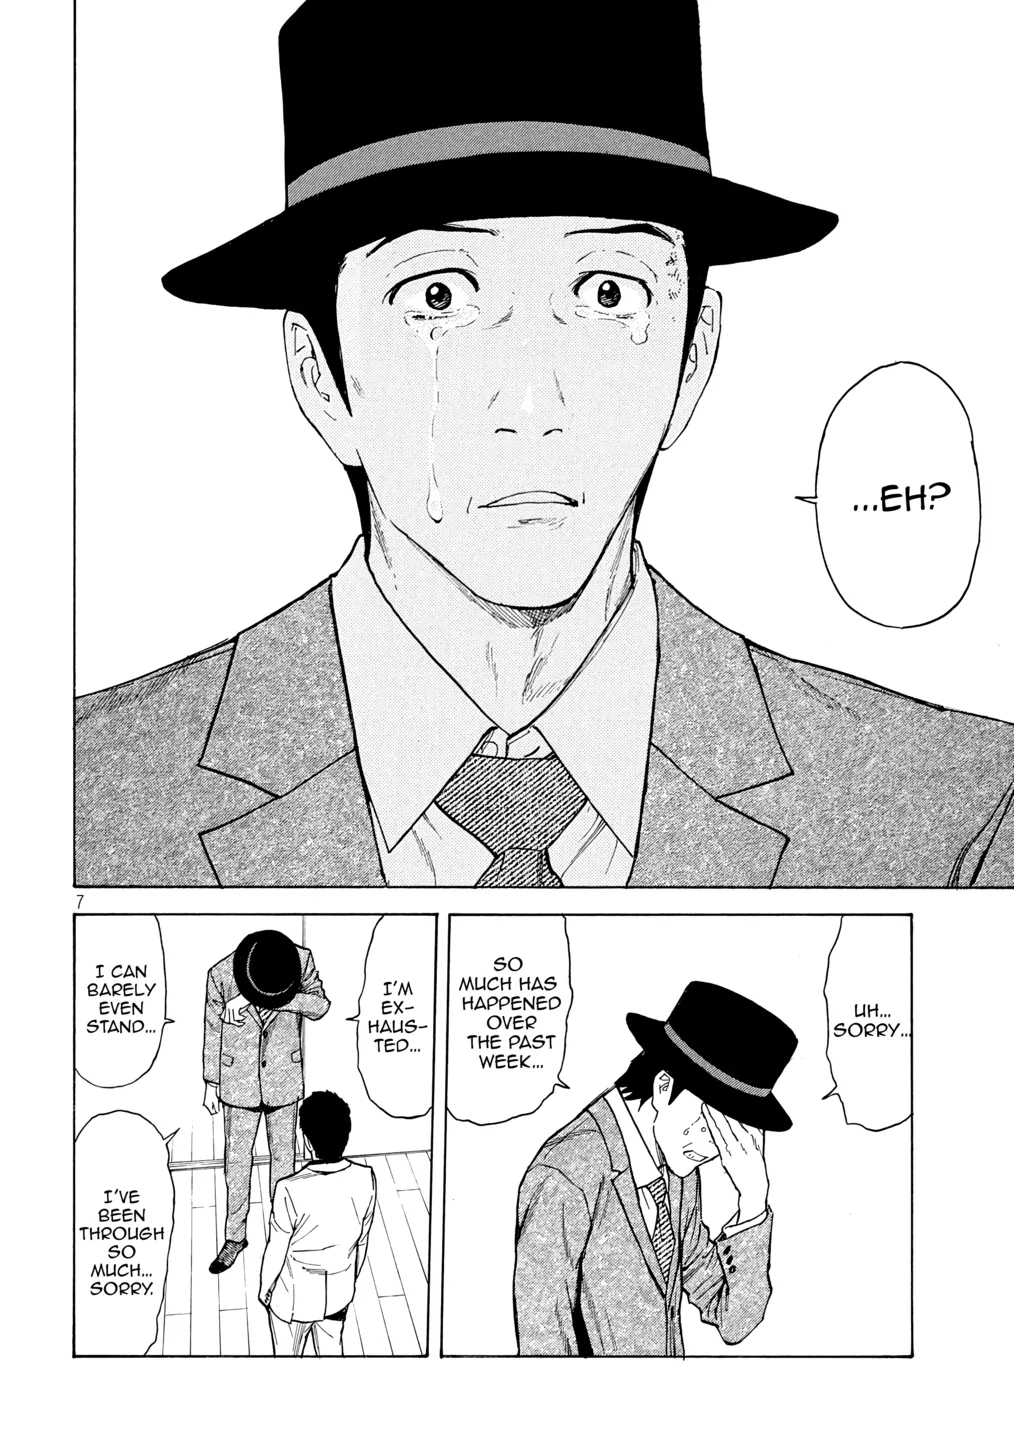 ...EH?
7
UH...
SORRY...
SO
MUCH HAS
HAPPENED
OVER
THE PAST
WEEK...
I'M
EX-
HAUS-
TED...
I CAN
BARELY
EVEN
STAND...
I'VE
BEEN
THROUGH
SO
MUCH...
SORRY.